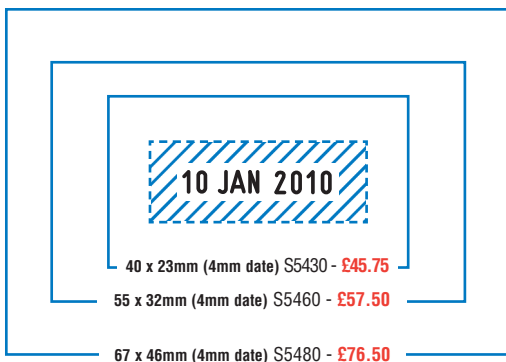 10 JAN 2010
40 x 23mm (4mm date) S5430 - £45.75
55 x 32mm (4mm date) S5460 - £57.50
67 x 46mm (4mm date) S5480 - £76.50